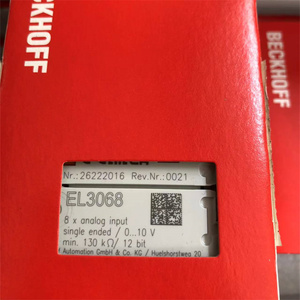 BECKHOFF
BECKHOFF
Nr.: 26222016 Rev.Nr.: 0021
EL3068
8 x analog input
single ended / 0...10 V
min. 130 kΩ/ 12 bit
Automation GmbH & Co. KG / Huelshorstweg 20